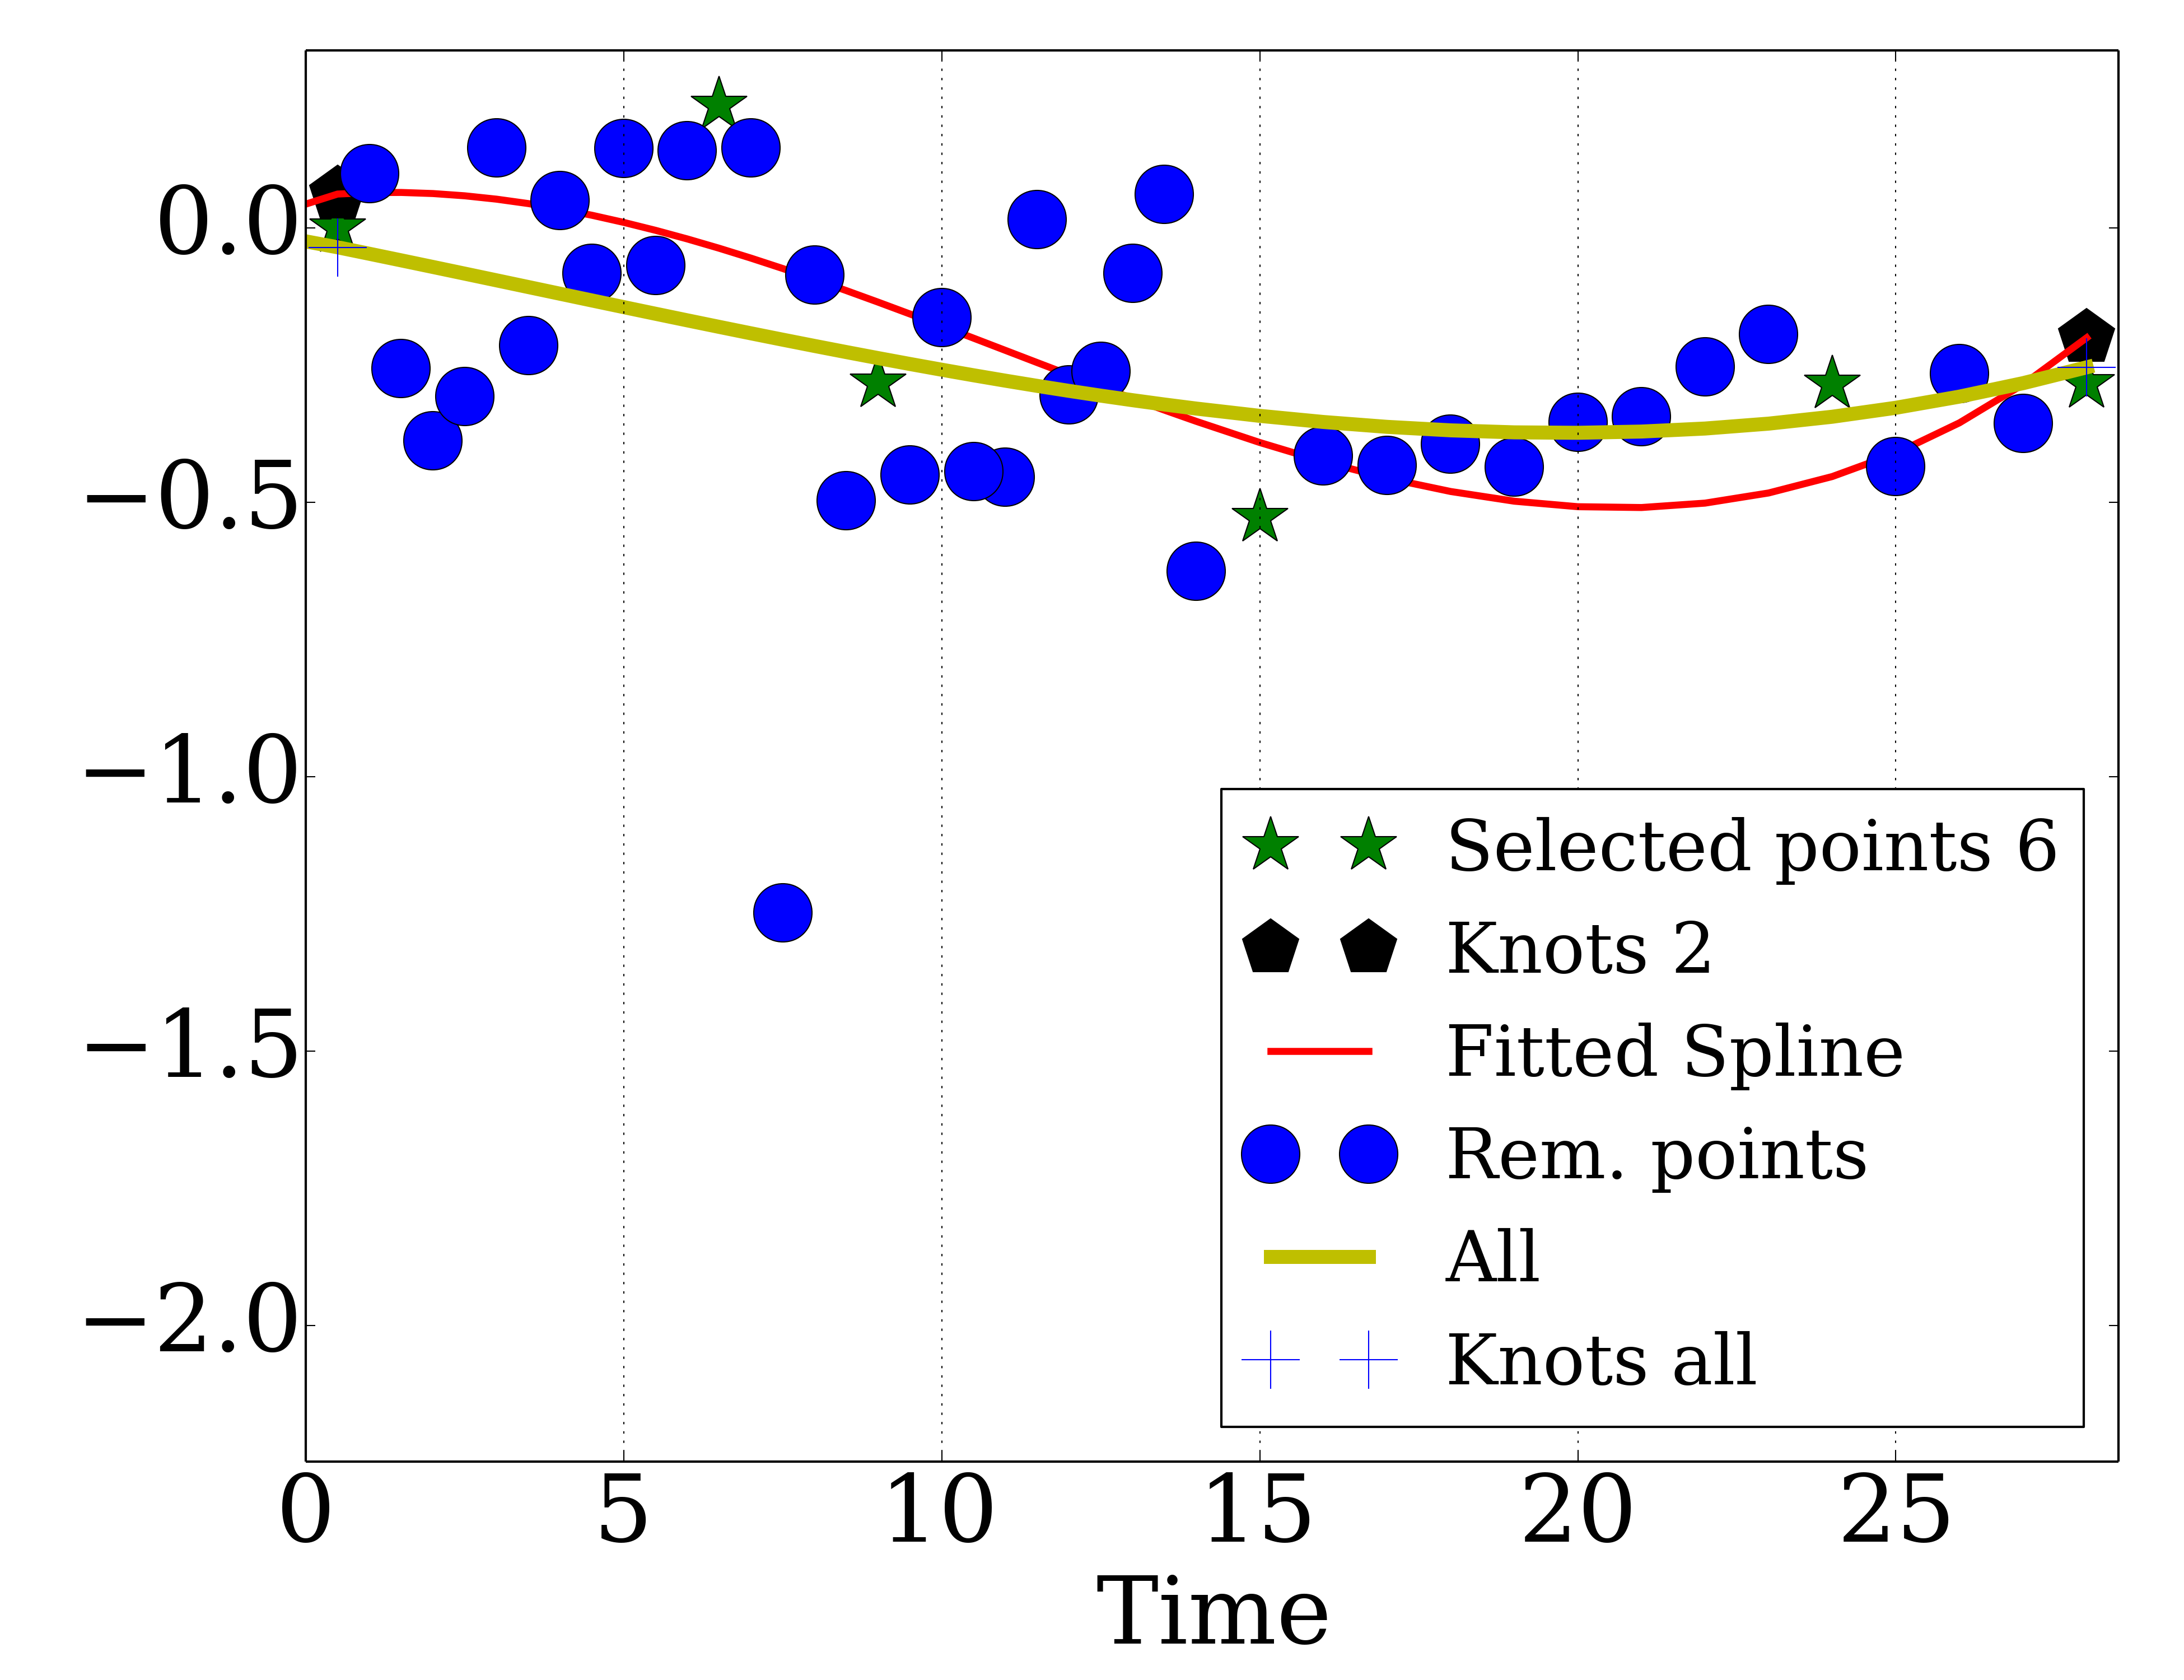 0.0
−0.5
−1.0
−1.5
−2.0
Selected points 6
Knots 2
Fitted Spline
Rem. points
All
Knots all
0 5 10 15 20 25
Time